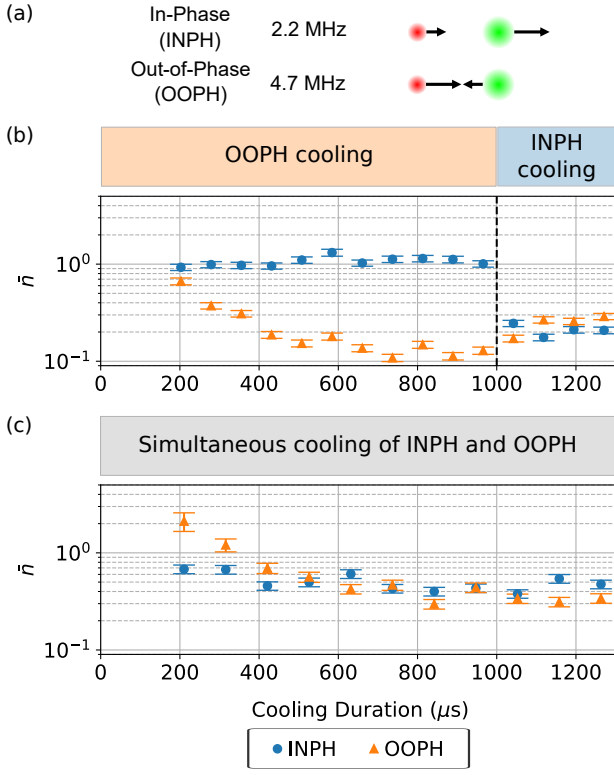 (a)
In-Phase
(INPH)
2.2 MHz
Out-of-Phase
(OOPH)
4.7 MHz
(b)
OOPH cooling
INPH
cooling
n̄
10⁰
10⁻¹
0
200
400
600
800
1000
1200
(c)
Simultaneous cooling of INPH and OOPH
n̄
10⁰
10⁻¹
0
200
400
600
800
1000
1200
Cooling Duration (μs)
INPH
OOPH